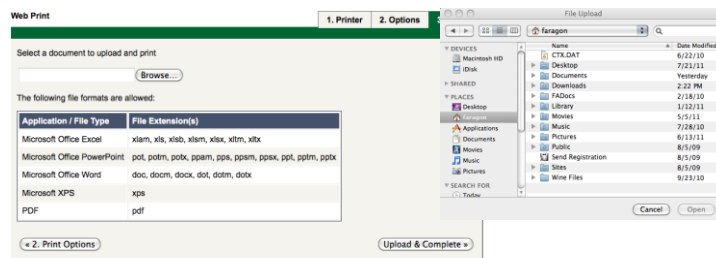 Web Print
1. Printer
2. Options
Select a document to upload and print
Browse...
The following file formats are allowed:
Application / File Type
File Extension(s)
Microsoft Office Excel
xlam, xls, xlsb, xlsm, xlsx, xltm, xltx
Microsoft Office PowerPoint
pot, potm, potx, ppam, pps, ppsm, ppsx, ppt, pptm, pptx
Microsoft Office Word
doc, docm, docx, dot, dotm, dotx
Microsoft XPS
xps
PDF
pdf
« 2. Print Options
Upload & Complete »
File Upload
faragon
DEVICES
Macintosh HD
iDisk
SHARED
PLACES
Desktop
faragon
Applications
Documents
Movies
Music
Pictures
SEARCH FOR
Today
Name
Date Modified
CTX.DAT
6/22/10
Desktop
7/21/11
Documents
Yesterday
Downloads
2:22 PM
FADocs
2/18/10
Library
1/12/11
Movies
5/5/11
Music
7/28/10
Pictures
6/13/11
Public
8/5/09
Send Registration
8/5/09
Sites
8/5/09
Wine Files
9/23/10
Cancel
Open